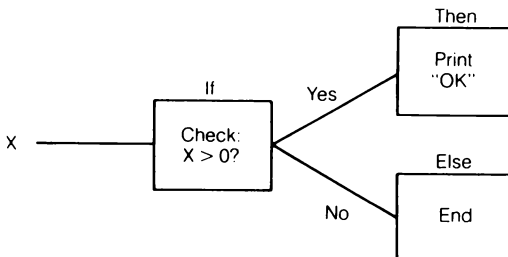 Then
Print
"OK"
If
Yes
Check:
X > 0?
X
Else
No
End